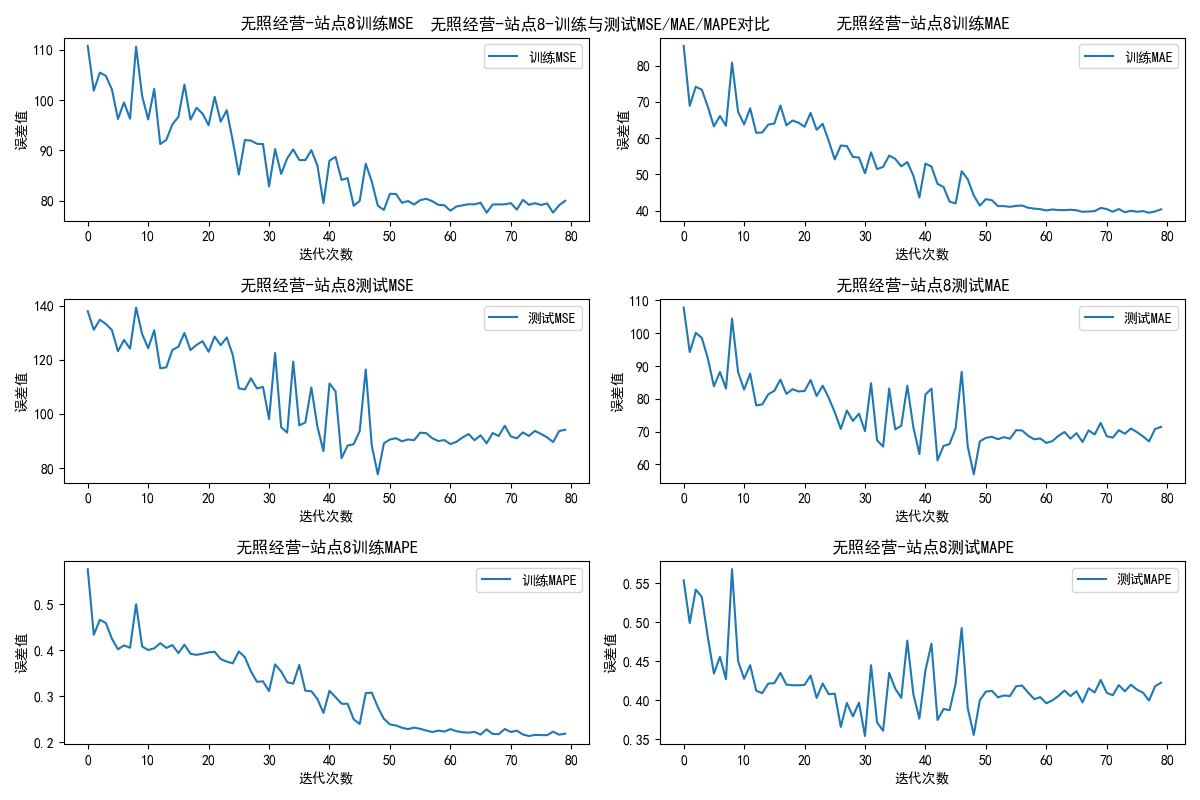 无照经营-站点8-训练与测试MSE/MAE/MAPE对比
无照经营-站点8训练MSE
训练MSE
误差值
110
100
90
80
0 10 20 30 40 50 60 70 80
迭代次数
无照经营-站点8训练MAE
训练MAE
误差值
80
70
60
50
40
0 10 20 30 40 50 60 70 80
迭代次数
无照经营-站点8测试MSE
测试MSE
误差值
140
120
100
80
0 10 20 30 40 50 60 70 80
迭代次数
无照经营-站点8测试MAE
测试MAE
误差值
110
100
90
80
70
60
0 10 20 30 40 50 60 70 80
迭代次数
无照经营-站点8训练MAPE
训练MAPE
误差值
0.5
0.4
0.3
0.2
0 10 20 30 40 50 60 70 80
迭代次数
无照经营-站点8测试MAPE
测试MAPE
误差值
0.55
0.50
0.45
0.40
0.35
0 10 20 30 40 50 60 70 80
迭代次数